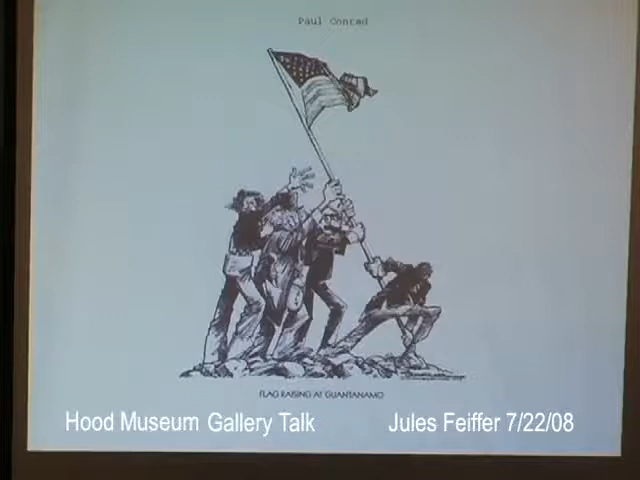 Paul Conrad
FLAG RAISING AT GUANTANAMO
Hood Museum Gallery Talk
Jules Feiffer 7/22/08